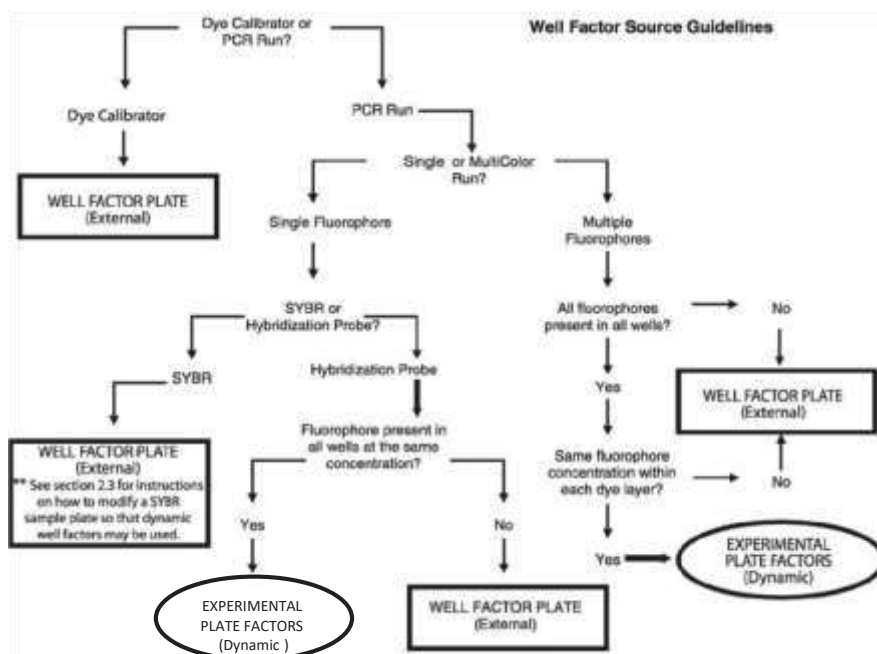 Dye Calibrator or
PCR Run?
Well Factor Source Guidelines
Dye Calibrator
PCR Run
WELL FACTOR PLATE
(External)
Single or MultiColor
Run?
Single Fluorophore
Multiple
Fluorophores
SYBR or
Hybridization Probe?
All fluorophores
present in all wells?
No
SYBR
Hybridization Probe
Yes
WELL FACTOR PLATE
(External)
WELL FACTOR PLATE
(External)
** See section 2.3 for instructions
on how to modify a SYBR
sample plate so that dynamic
well factors may be used.
Fluorophore present in
all wells at the same
concentration?
Same fluorophore
concentration within
each dye layer?
No
Yes
No
Yes
EXPERIMENTAL
PLATE FACTORS
(Dynamic)
EXPERIMENTAL
PLATE FACTORS
(Dynamic )
WELL FACTOR PLATE
(External)